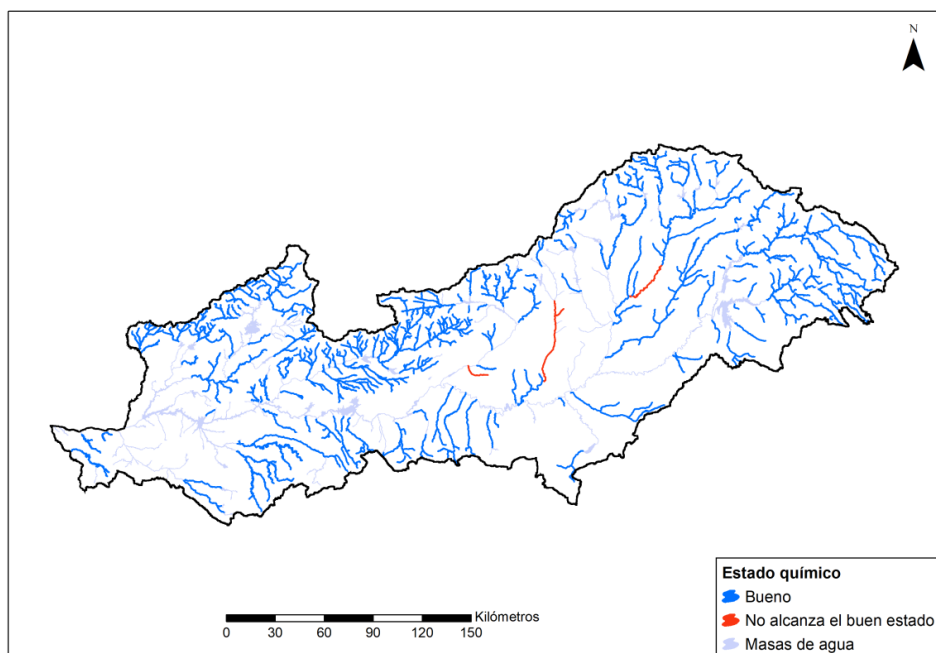 N
Estado químico
Bueno
No alcanza el buen estado
Masas de agua
Kilómetros
0 30 60 90 120 150